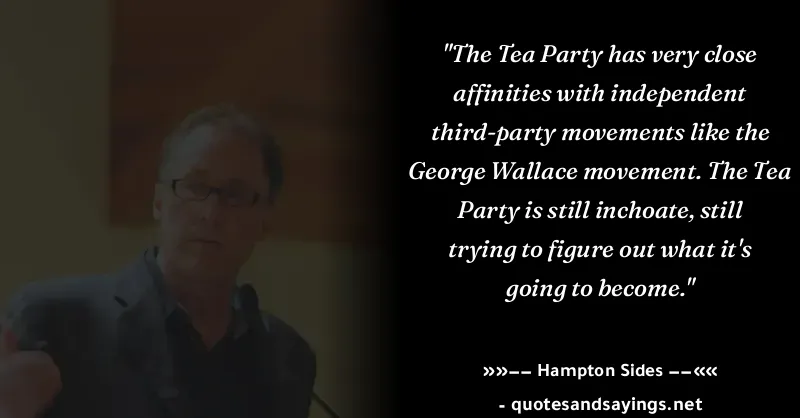 "The Tea Party has very close
affinities with independent
third-party movements like the
George Wallace movement. The Tea
Party is still inchoate, still
trying to figure out what it's
going to become."
»»−− Hampton Sides −−««
- quotesandsayings.net